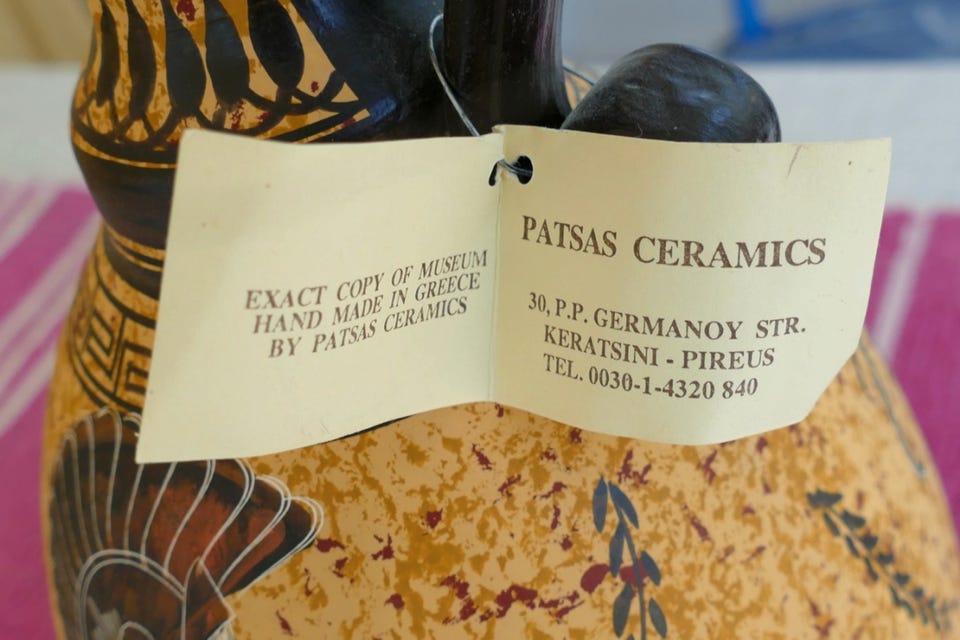 EXACT COPY OF MUSEUM
HAND MADE IN GREECE
BY PATSAS CERAMICS
PATSAS CERAMICS
30, P.P. GERMANOY STR.
KERATSINI - PIREUS
TEL. 0030-1-4320 840